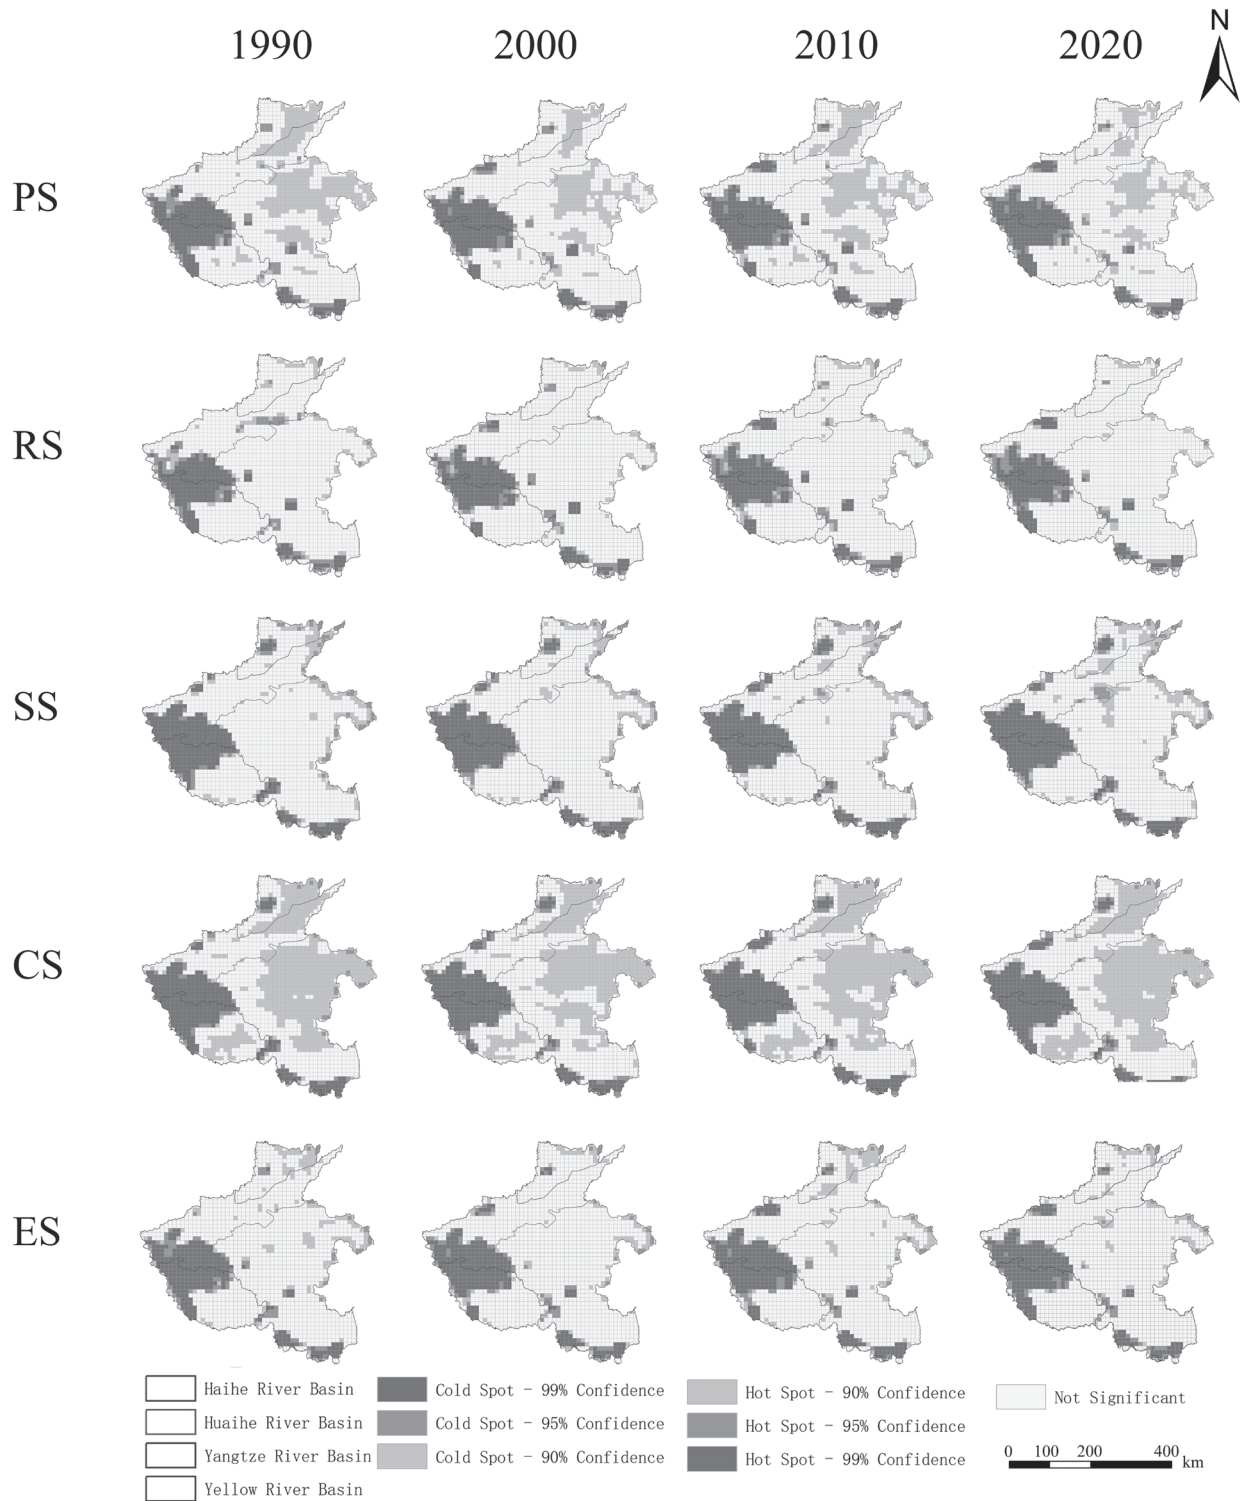 N
1990 2000 2010 2020
PS
RS
SS
CS
ES
Haihe River Basin
Huaihe River Basin
Yangtze River Basin
Yellow River Basin
Cold Spot - 99% Confidence
Cold Spot - 95% Confidence
Cold Spot - 90% Confidence
Hot Spot - 90% Confidence
Hot Spot - 95% Confidence
Hot Spot - 99% Confidence
Not Significant
0 100 200 400 km